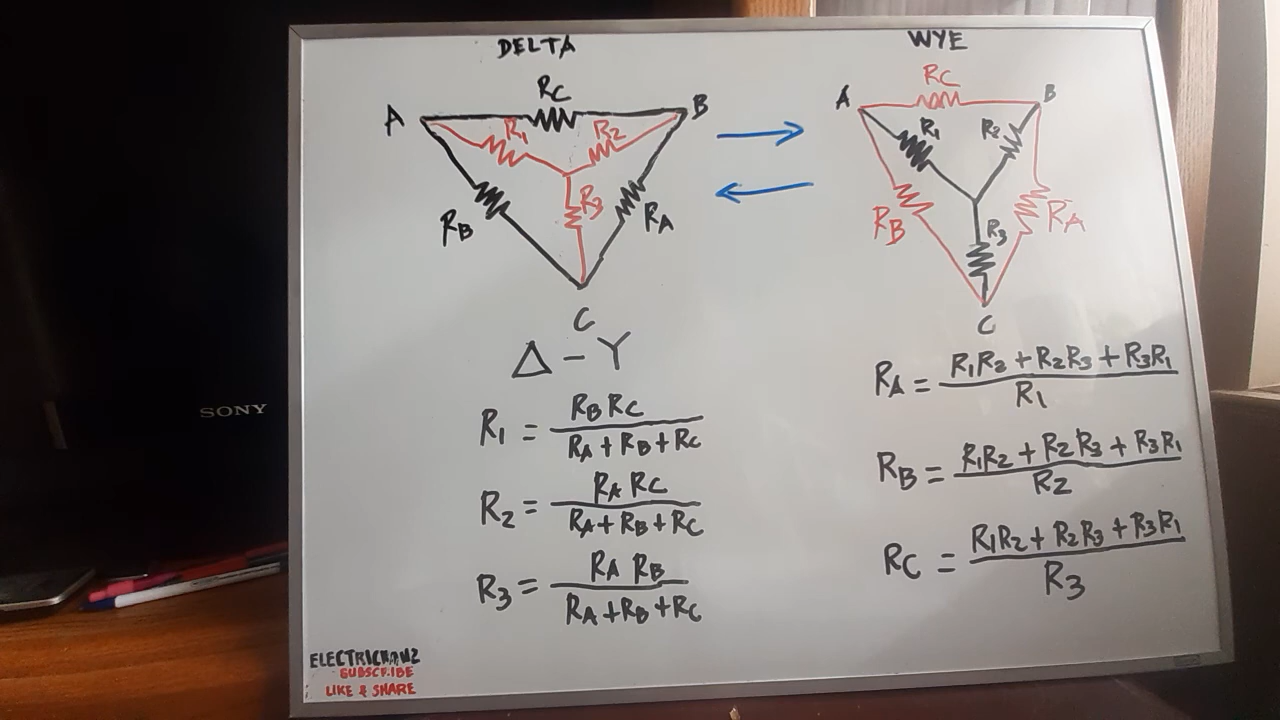 DELTA
WYE
A
RC
B
R1
R2
RB
R3
RA
C
A
RC
B
R1
R2
RB
R3
RA
C
Δ - Y
R1 = RB RC / RA + RB + RC
R2 = RA RC / RA + RB + RC
R3 = RA RB / RA + RB + RC
RA = R1R2 + R2R3 + R3R1 / R1
RB = R1R2 + R2R3 + R3R1 / R2
RC = R1R2 + R2R3 + R3R1 / R3
SONY
SUBSCRIBE
LIKE & SHARE